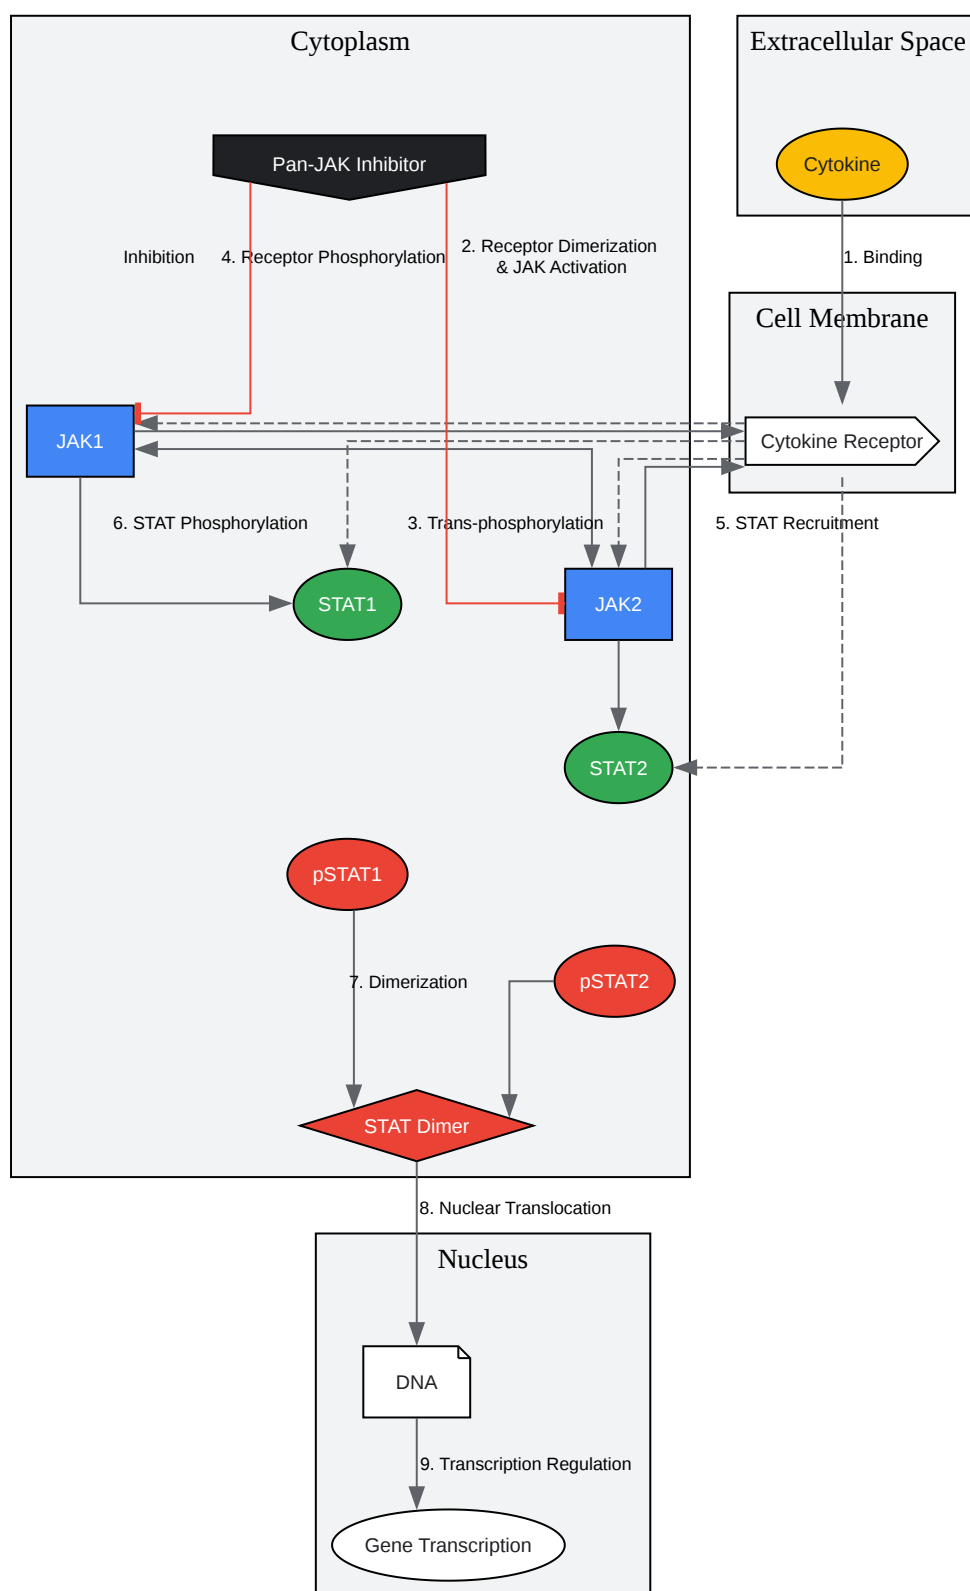 Cytoplasm
Extracellular Space
Pan-JAK Inhibitor
Cytokine
Inhibition
4. Receptor Phosphorylation
2. Receptor Dimerization
& JAK Activation
1. Binding
Cell Membrane
JAK1
Cytokine Receptor
6. STAT Phosphorylation
3. Trans-phosphorylation
5. STAT Recruitment
STAT1
JAK2
STAT2
pSTAT1
7. Dimerization
pSTAT2
STAT Dimer
8. Nuclear Translocation
Nucleus
DNA
9. Transcription Regulation
Gene Transcription